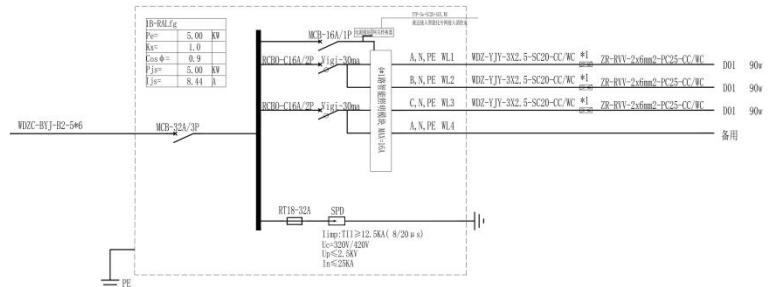 IB-RALfg
Pe= 5.00 KW
Kx= 1.0
Cosφ= 0.9
Pjs= 5.00 KW
Ijs= 8.44 A
MCB-16A/1P
RCBO-C16A/2P Vigi-30ma
A,N,PE WL1 WDZ-YJY-3X2.5-SC20-CC/WC *1 ZR-RVV-2x6mm2-PC25-CC/WC D01 90w
B,N,PE WL2 WDZ-YJY-3X2.5-SC20-CC/WC *1 ZR-RVV-2x6mm2-PC25-CC/WC D01 90w
RCBO-C16A/2P Vigi-30ma
C,N,PE WL3 WDZ-YJY-3X2.5-SC20-CC/WC *1 ZR-RVV-2x6mm2-PC25-CC/WC D01 90w
WDZC-BYJ-B2-5*6
MCB-32A/3P
A,N,PE WL4
备用
MAX=16A
RT18-32A
SPD
Iimp:TII≥12.5KA( 8/20μs)
Uc=320V/420V
Up≤2.5KV
In≤25KA
PE